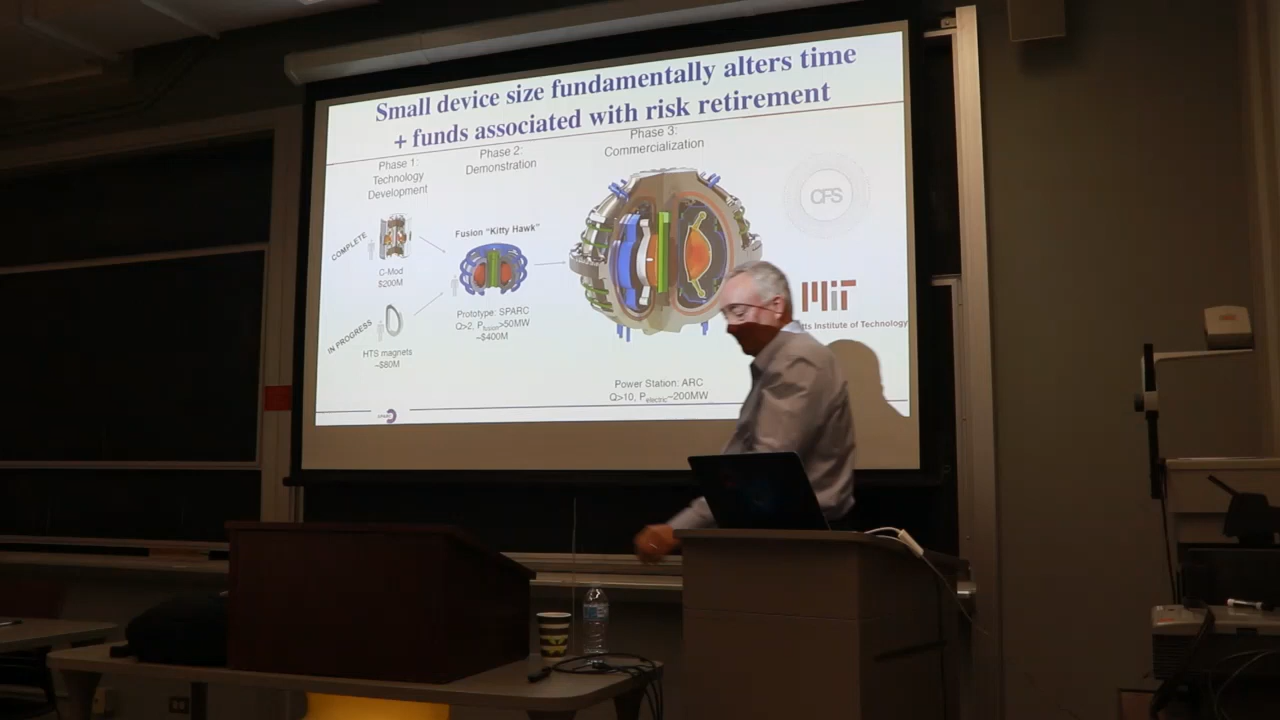 Small device size fundamentally alters time
+ funds associated with risk retirement
Phase 1:
Technology
Development
Phase 2:
Demonstration
Phase 3:
Commercialization
COMPLETE
C-Mod
$200M
IN PROGRESS
HTS magnets
~$80M
Fusion "Kitty Hawk"
Prototype: SPARC
Q>2, Pfusion>50MW
~$400M
Power Station: ARC
Q>10, Pelectric~200MW
CFS
MIT
tts Institute of Technology
SPARC